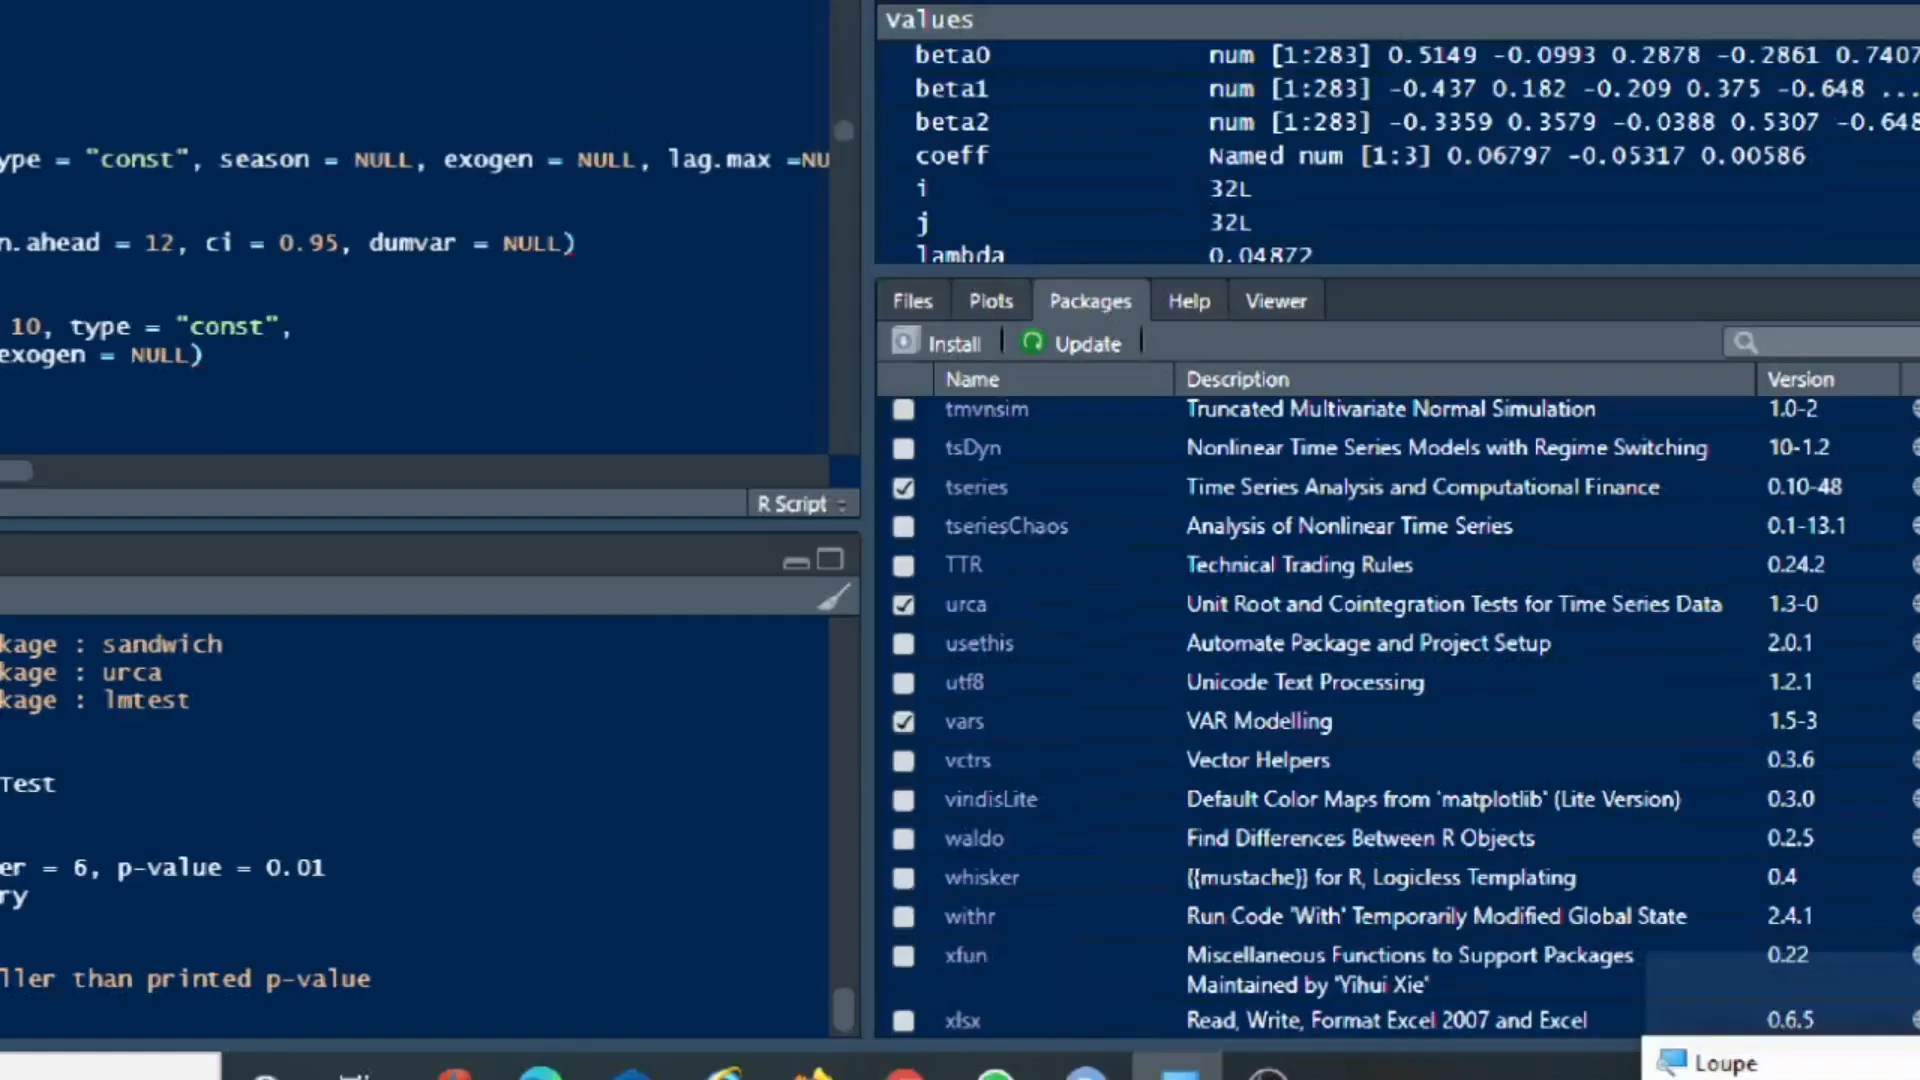 ype = "const", season = NULL, exogen = NULL, lag.max =NU
n.ahead = 12, ci = 0.95, dumvar = NULL)
10, type = "const",
exogen = NULL)
R Script
kage : sandwich
kage : urca
kage : lmtest
Test
er = 6, p-value = 0.01
ry
ller than printed p-value
Values
beta0 num [1:283] 0.5149 -0.0993 0.2878 -0.2861 0.7407
beta1 num [1:283] -0.437 0.182 -0.209 0.375 -0.648 ...
beta2 num [1:283] -0.3359 0.3579 -0.0388 0.5307 -0.648
coeff Named num [1:3] 0.06797 -0.05317 0.00586
i 32L
j 32L
lambda 0.04872
Files Plots Packages Help Viewer
Install Update
Name Description Version
tmvnsim Truncated Multivariate Normal Simulation 1.0-2
tsDyn Nonlinear Time Series Models with Regime Switching 10-1.2
tseries Time Series Analysis and Computational Finance 0.10-48
tseriesChaos Analysis of Nonlinear Time Series 0.1-13.1
TTR Technical Trading Rules 0.24.2
urca Unit Root and Cointegration Tests for Time Series Data 1.3-0
usethis Automate Package and Project Setup 2.0.1
utf8 Unicode Text Processing 1.2.1
vars VAR Modelling 1.5-3
vctrs Vector Helpers 0.3.6
viridisLite Default Color Maps from 'matplotlib' (Lite Version) 0.3.0
waldo Find Differences Between R Objects 0.2.5
whisker {{mustache}} for R, Logicless Templating 0.4
withr Run Code 'With' Temporarily Modified Global State 2.4.1
xfun Miscellaneous Functions to Support Packages 0.22
Maintained by 'Yihui Xie'
xlsx Read, Write, Format Excel 2007 and Excel 0.6.5
Loupe